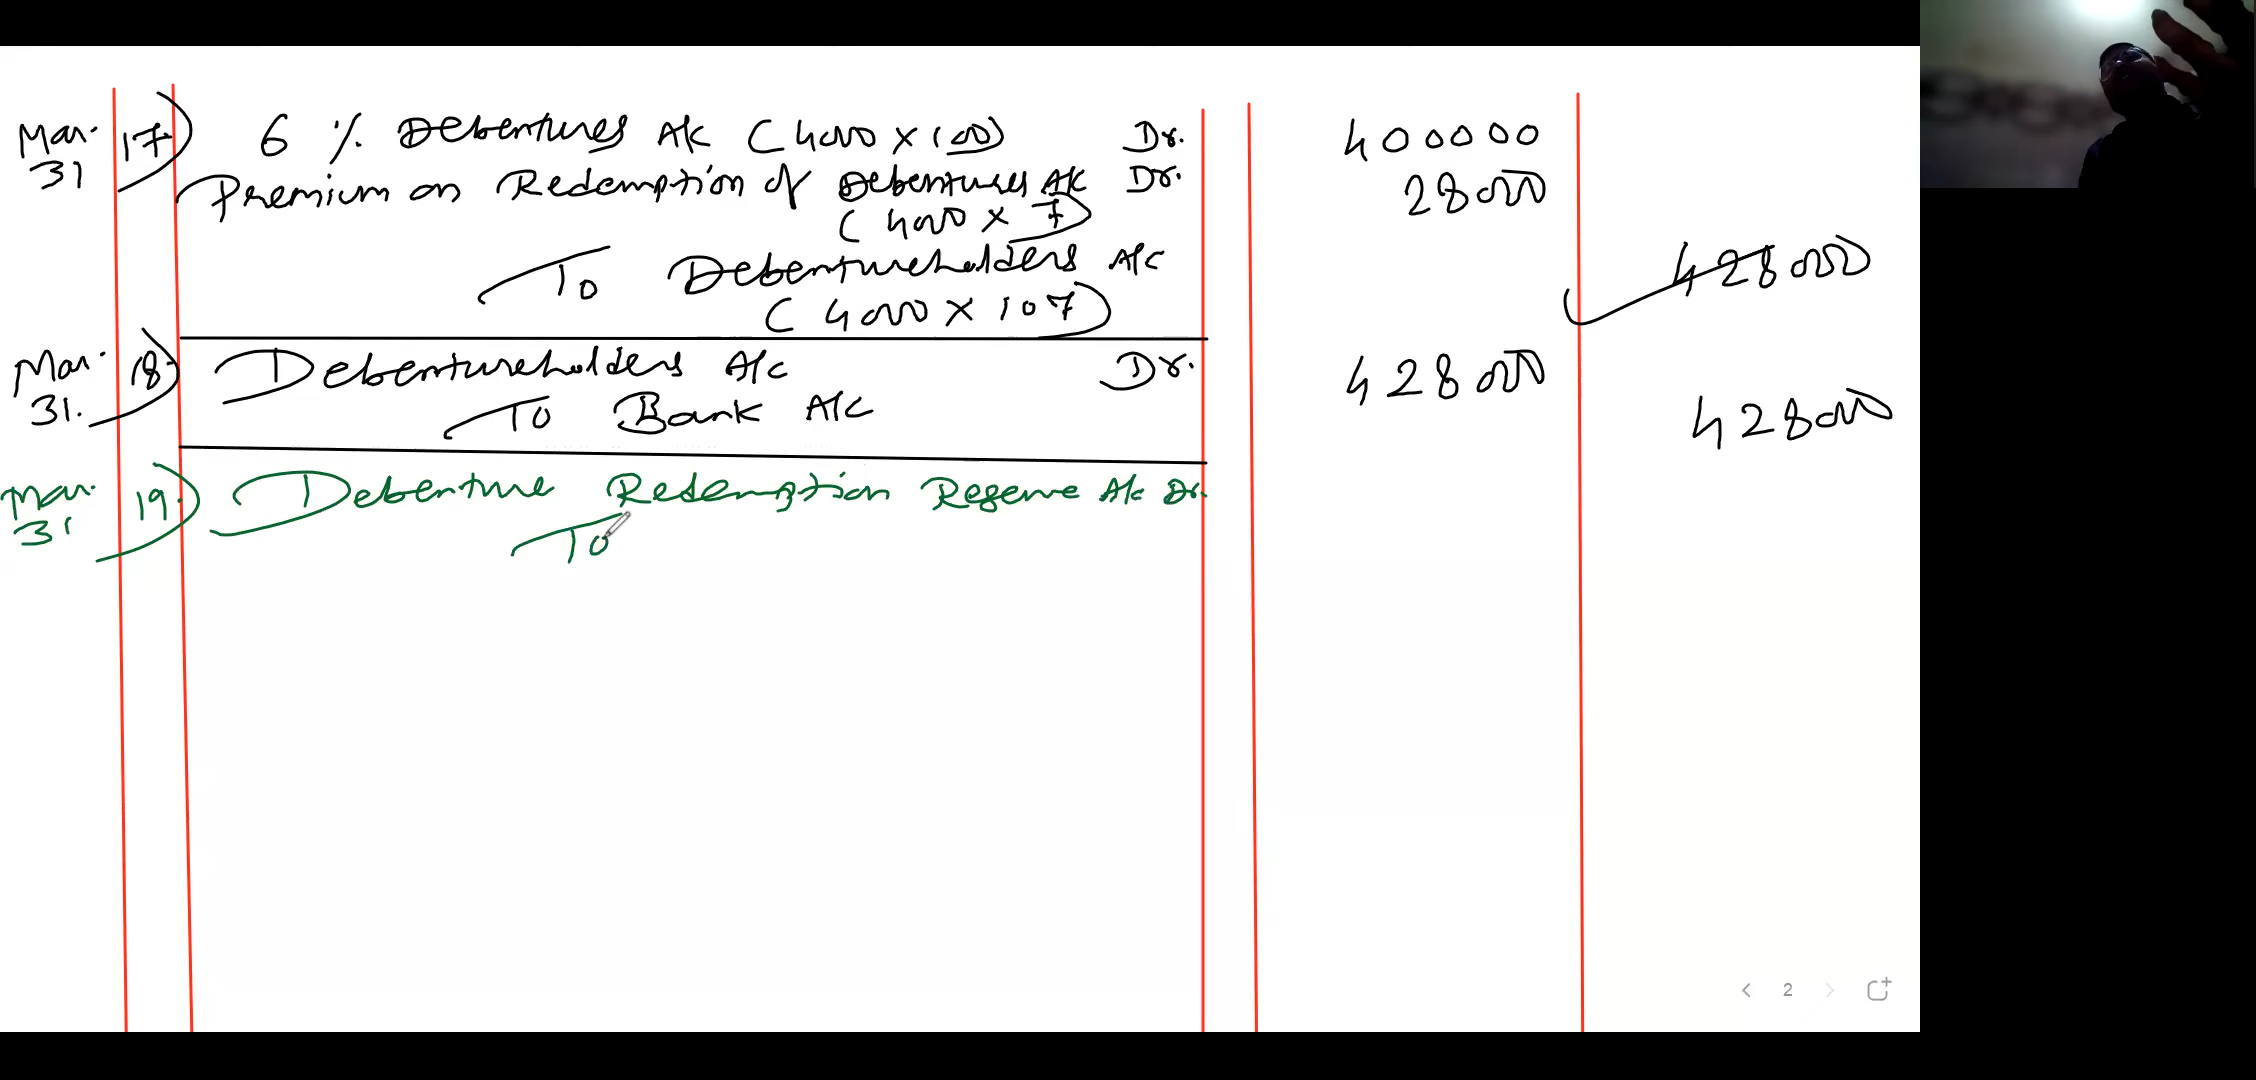 Mar. 17) 6 % Debentures A/c (4000 x 100) Dr. 400000
31 Premium on Redemption of Debentures A/c Dr. 28000
(4000 x 7)
To Debentureholders A/c 428000
(4000 x 107)
Mar. 18) Debentureholders A/c Dr. 428000
31. To Bank A/c 428000
Mar. 19) Debenture Redemption Reserve A/c Dr.
31 To
2